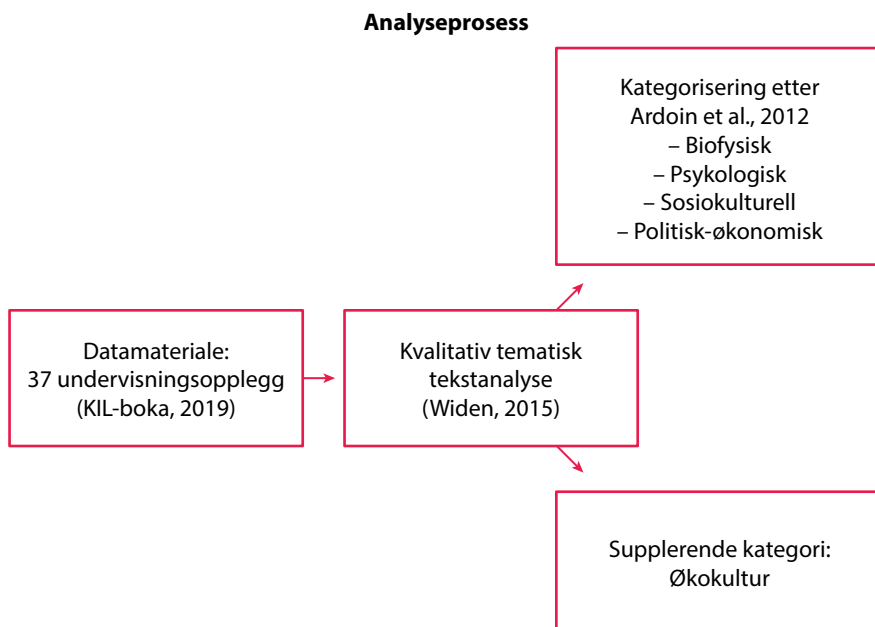 Analyseprosess
Kategorisering etter
Ardoin et al., 2012
– Biofysisk
– Psykologisk
– Sosiokulturell
– Politisk-økonomisk
Datamateriale:
37 undervisningsopplegg
(KIL-boka, 2019)
Kvalitativ tematisk
tekstanalyse
(Widen, 2015)
Supplerende kategori:
Økokultur